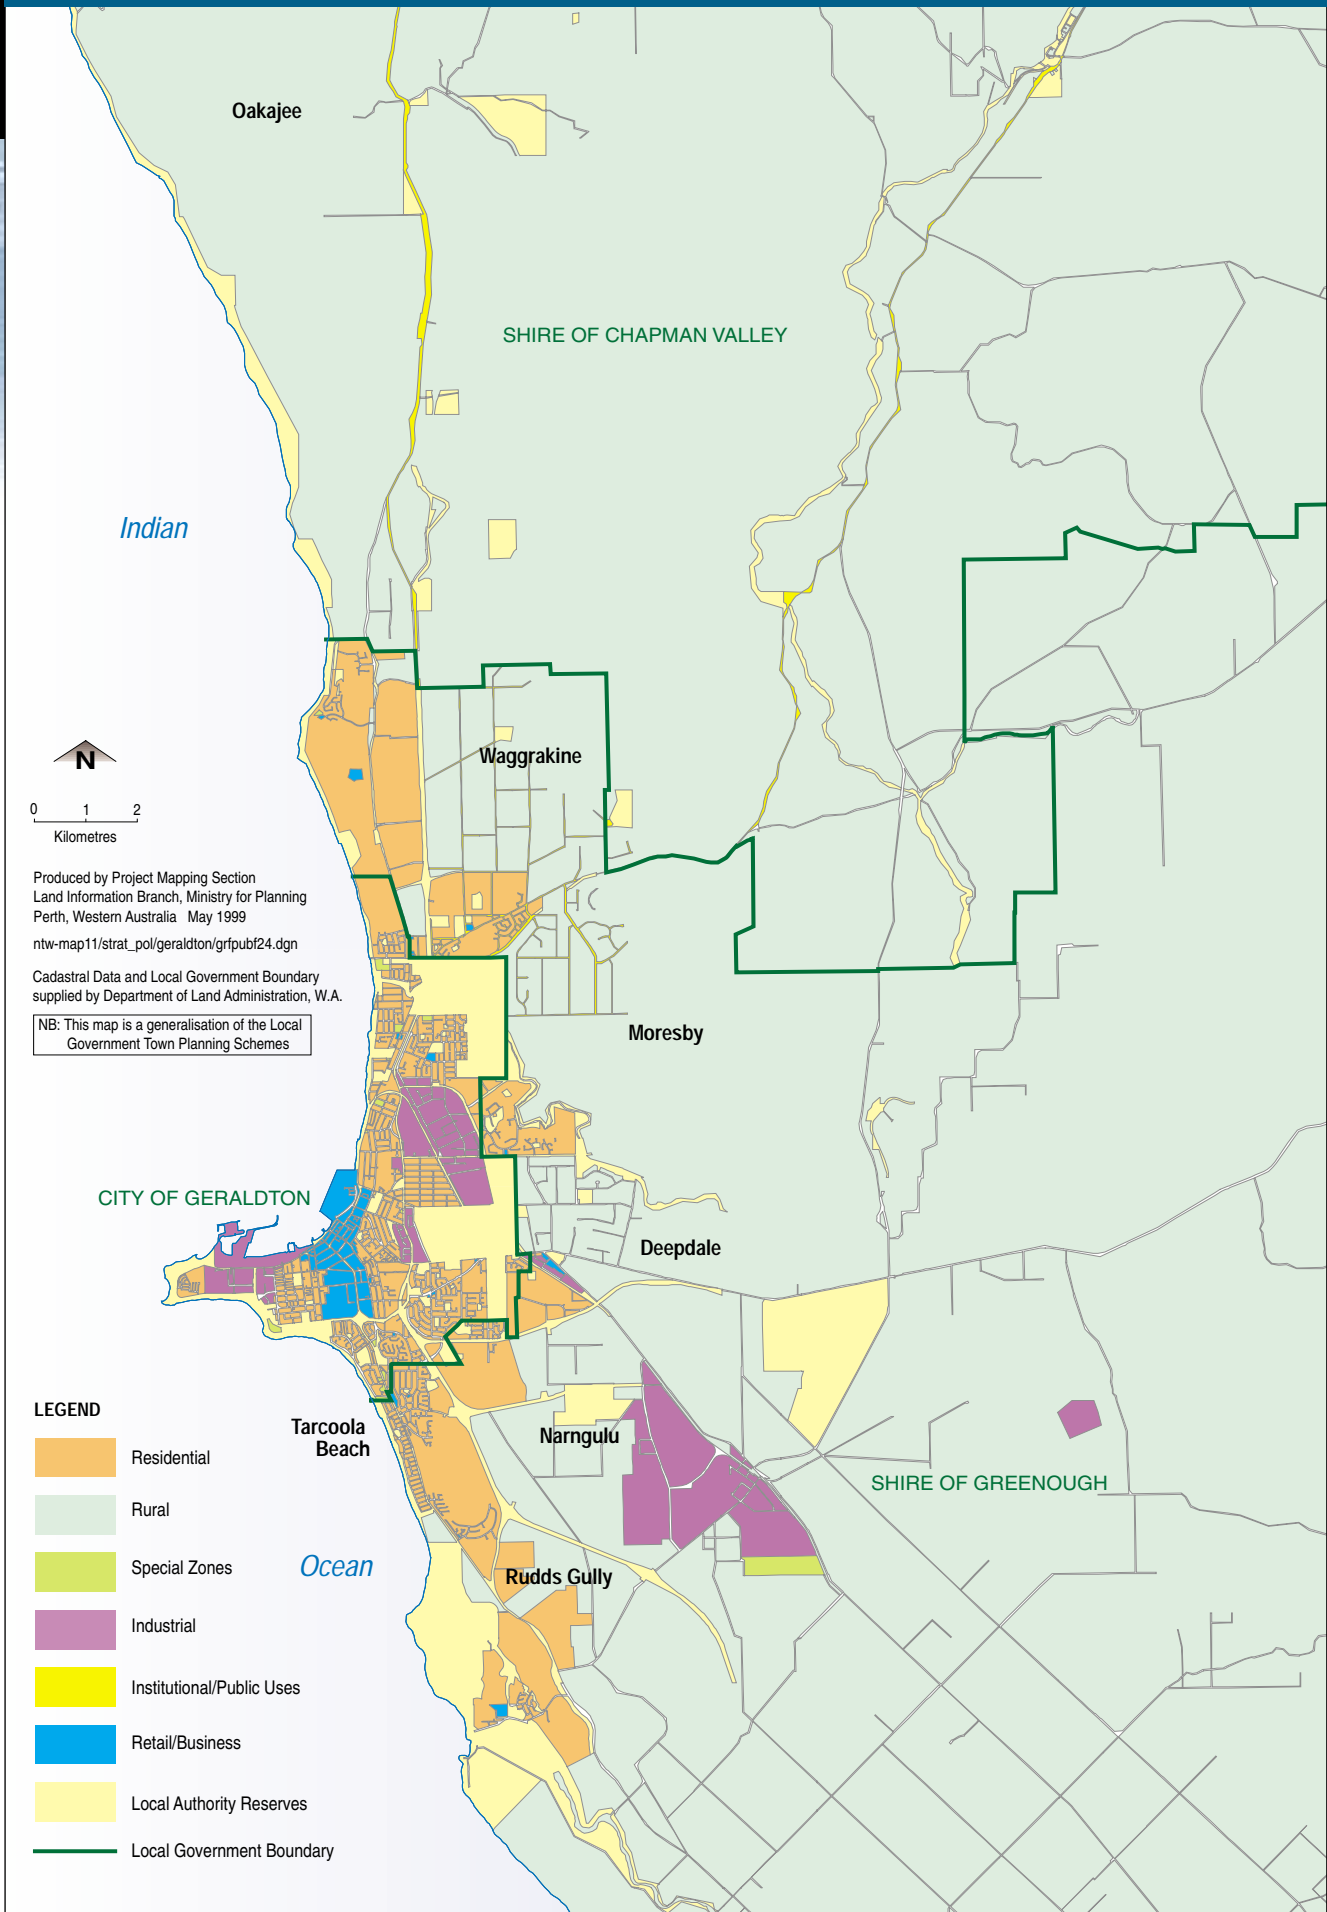 Oakajee
SHIRE OF CHAPMAN VALLEY
Indian
Waggrakine
N
0 1 2
Kilometres
Produced by Project Mapping Section
Land Information Branch, Ministry for Planning
Perth, Western Australia May 1999
ntw-map11/strat_pol/geraldton/grfpubf24.dgn
Cadastral Data and Local Government Boundary
supplied by Department of Land Administration, W.A.
NB: This map is a generalisation of the Local
Government Town Planning Schemes
Moresby
CITY OF GERALDTON
Deepdale
Tarcoola
Beach
Narngulu
SHIRE OF GREENOUGH
Ocean
Rudds Gully
LEGEND
Residential
Rural
Special Zones
Industrial
Institutional/Public Uses
Retail/Business
Local Authority Reserves
Local Government Boundary